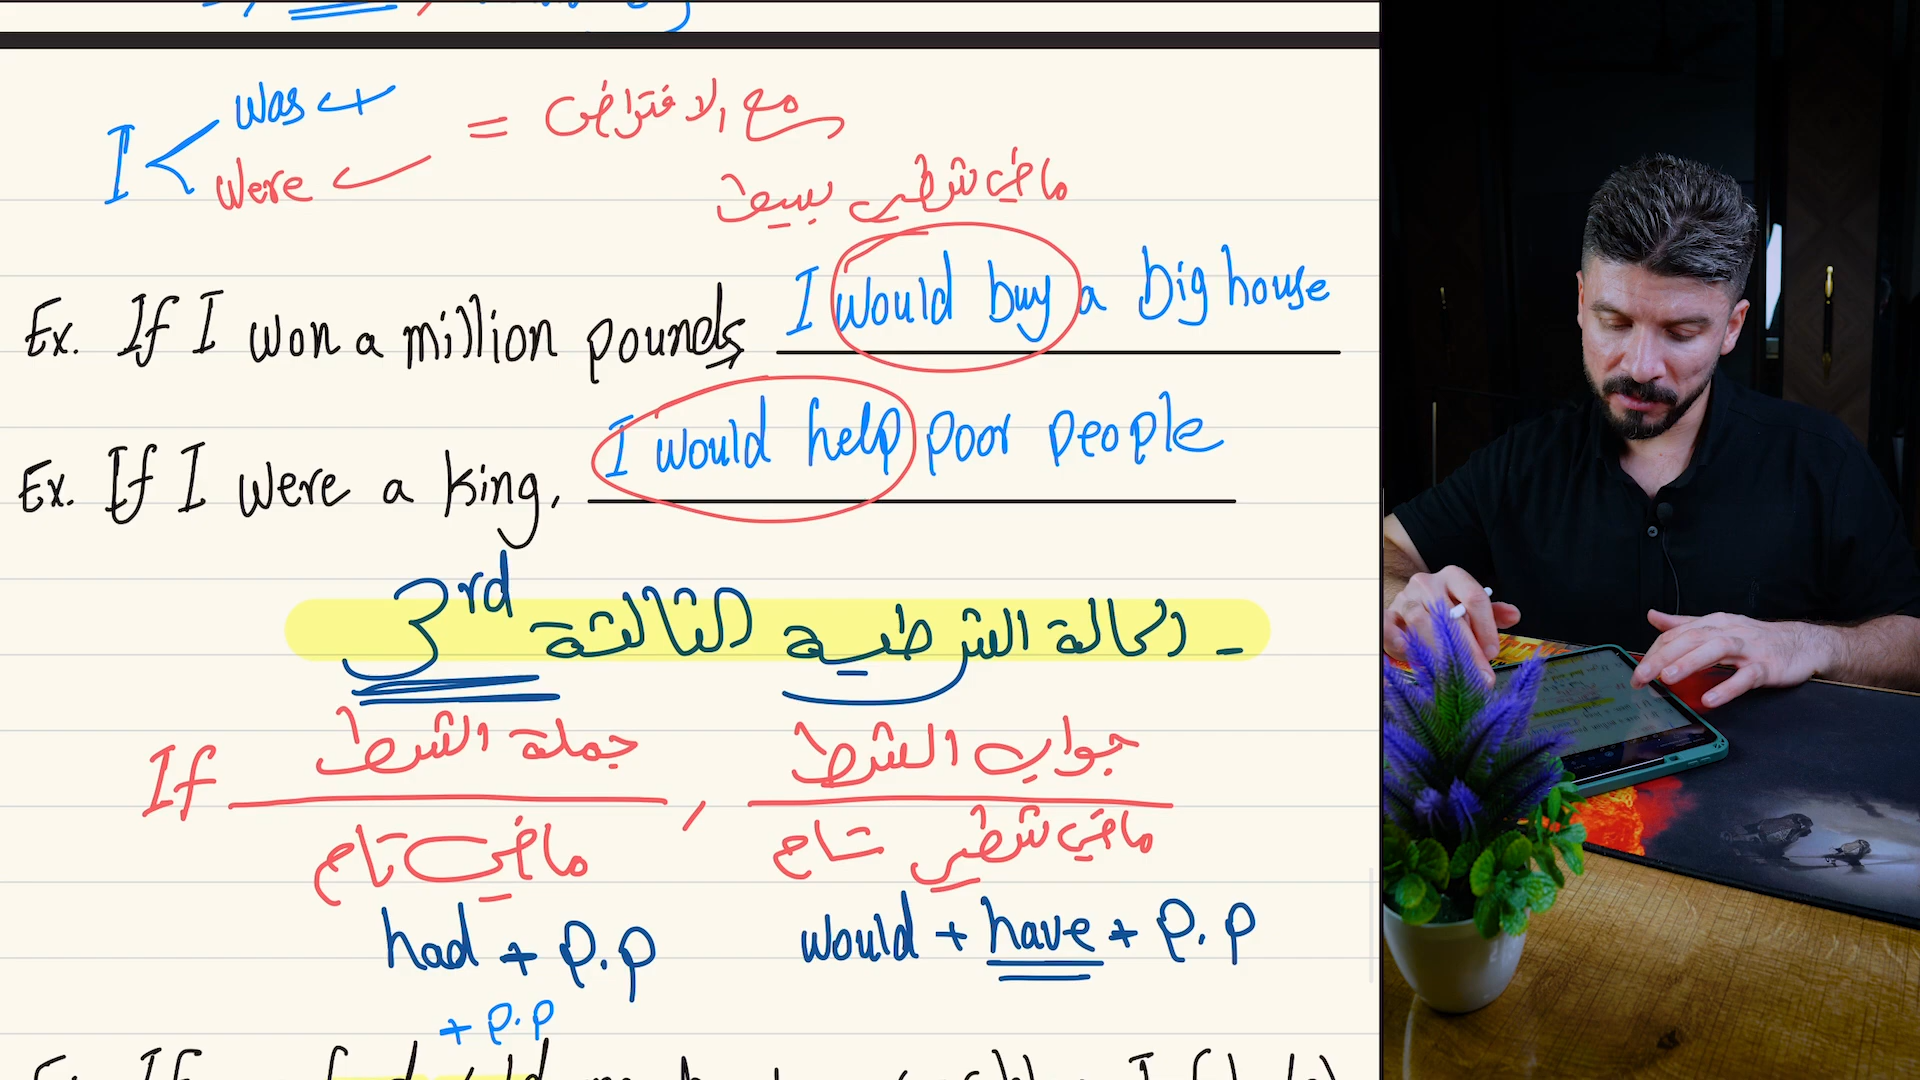 I < was ×
were ✓ = مع الافتراض
ماضي شرطي بسيط
Ex. If I won a million pounds, I would buy a big house
Ex. If I were a king, I would help poor people
- الحالة الشرطية الثالثة 3rd
If جملة الشرط , جواب الشرط
ماضي تام ماضي شرطي تام
had + p.p would + have + p.p
+ p.p